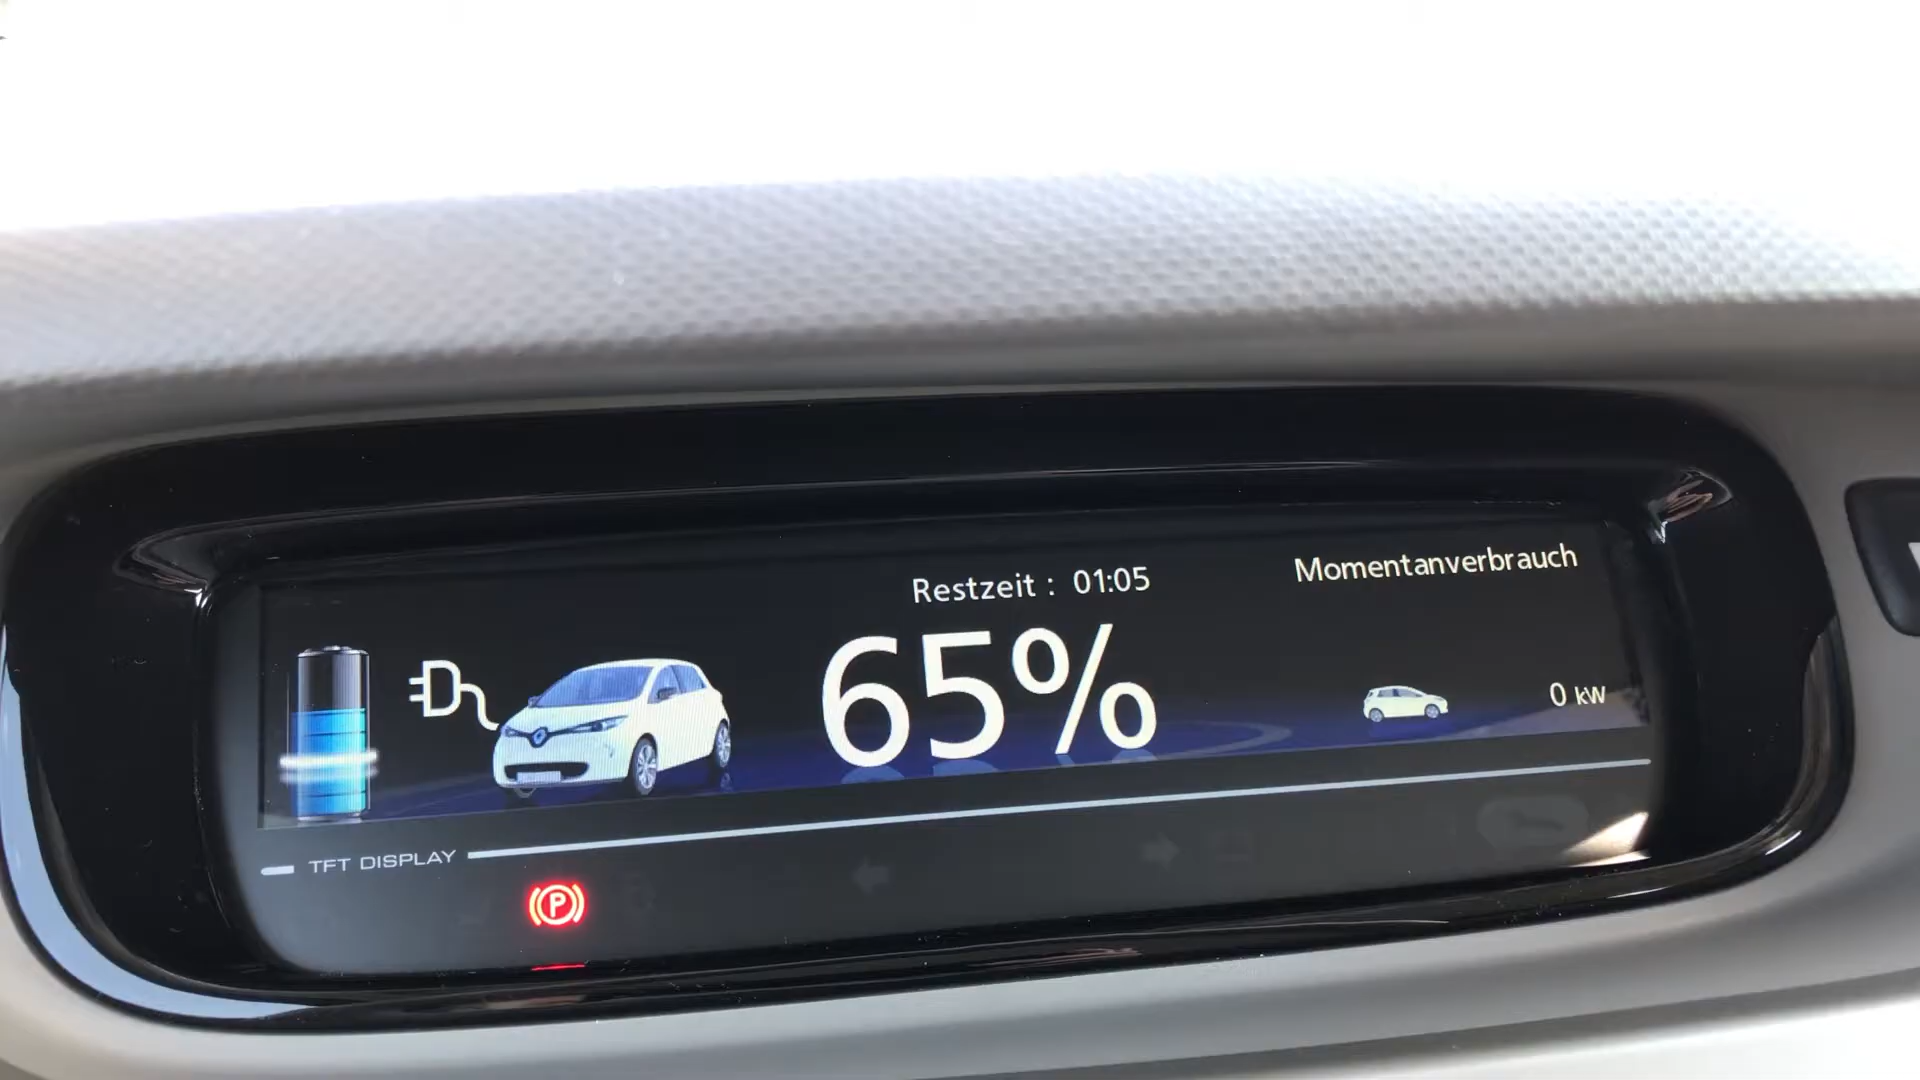 Restzeit : 01:05
Momentanverbrauch
65%
0 kW
TFT DISPLAY
P